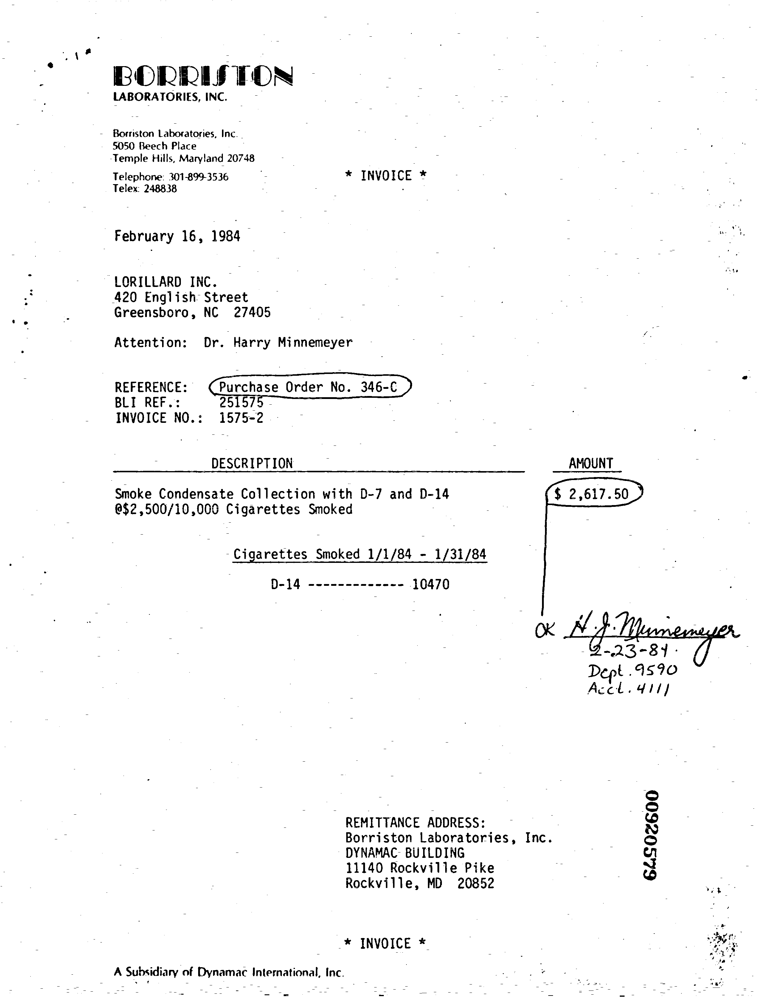 BORRISTON
LABORATORIES, INC.
Borriston Laboratories, Inc.
5050 Beech Place
Temple Hills, Maryland 20748
Telephone: 301-899-3536
Telex: 248838
* INVOICE *
February 16, 1984
LORILLARD INC.
420 English Street
Greensboro, NC 27405
Attention: Dr. Harry Minnemeyer
REFERENCE: Purchase Order No. 346-C
BLI REF.: 251575
INVOICE NO.: 1575-2
DESCRIPTION AMOUNT
Smoke Condensate Collection with D-7 and D-14 $ 2,617.50
@$2,500/10,000 Cigarettes Smoked
Cigarettes Smoked 1/1/84 - 1/31/84
D-14 ------------- 10470
OK H.J. Minnemeyer
2-23-84
Dept. 9590
Acct. 4111
00920579
REMITTANCE ADDRESS:
Borriston Laboratories, Inc.
DYNAMAC BUILDING
11140 Rockville Pike
Rockville, MD 20852
* INVOICE *
A Subsidiary of Dynamac International, Inc.